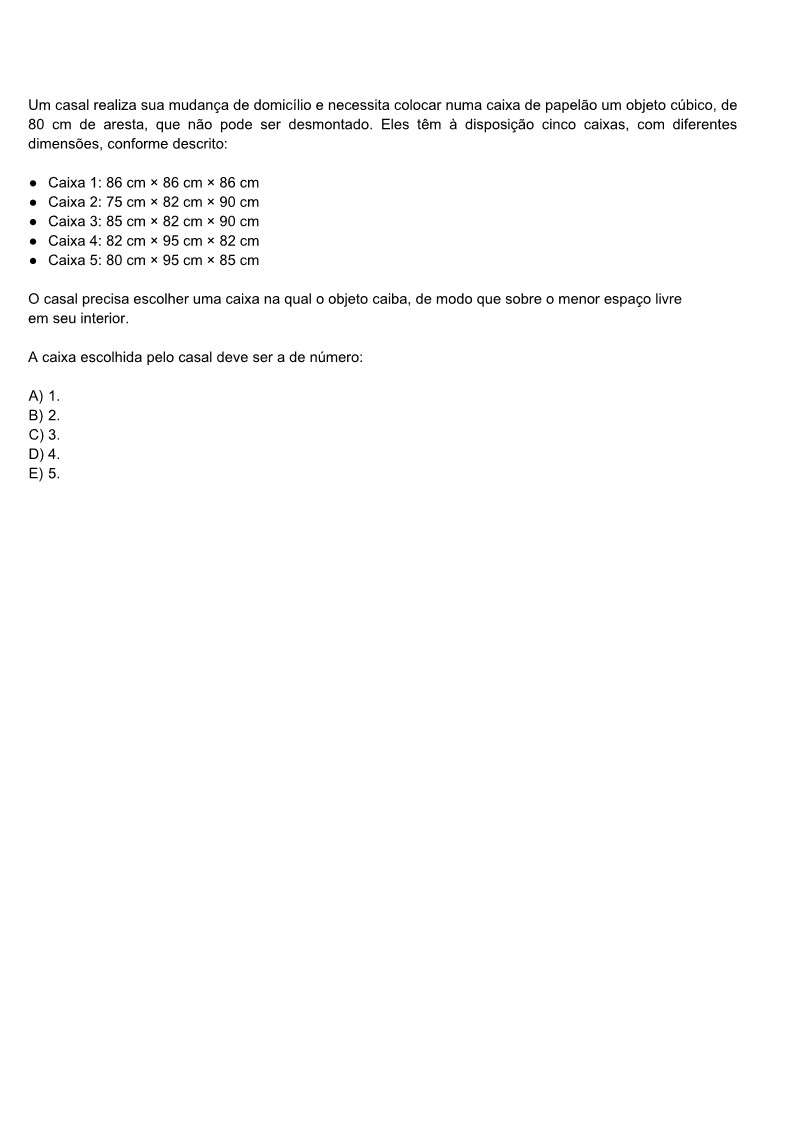 Um casal realiza sua mudança de domicílio e necessita colocar numa caixa de papelão um objeto cúbico, de
80 cm de aresta, que não pode ser desmontado. Eles têm à disposição cinco caixas, com diferentes
dimensões, conforme descrito:
● Caixa 1: 86 cm × 86 cm × 86 cm
● Caixa 2: 75 cm × 82 cm × 90 cm
● Caixa 3: 85 cm × 82 cm × 90 cm
● Caixa 4: 82 cm × 95 cm × 82 cm
● Caixa 5: 80 cm × 95 cm × 85 cm
O casal precisa escolher uma caixa na qual o objeto caiba, de modo que sobre o menor espaço livre
em seu interior.
A caixa escolhida pelo casal deve ser a de número:
A) 1.
B) 2.
C) 3.
D) 4.
E) 5.